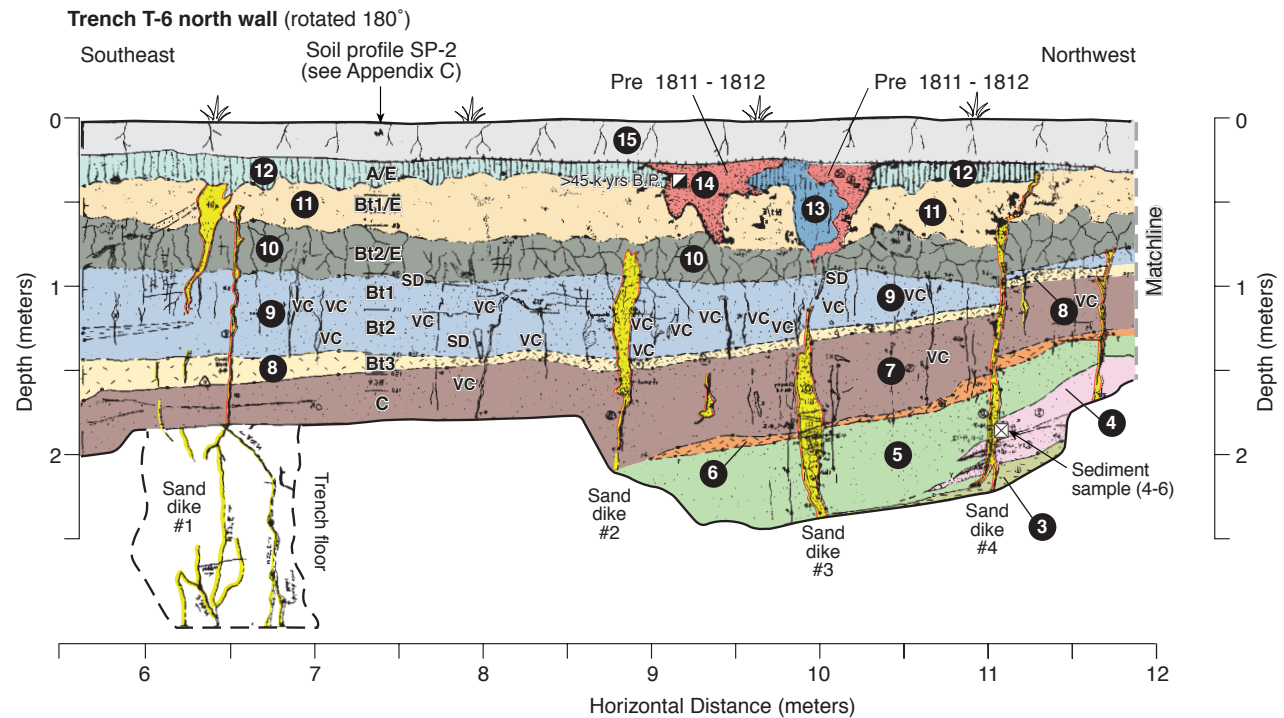 Trench T-6 north wall (rotated 180˚)
Southeast
Soil profile SP-2
(see Appendix C)
Northwest
Pre 1811 - 1812
Pre 1811 - 1812
0
0
15
12
A/E
>45 k yrs B.P.
14
12
11
Bt1/E
13
11
10
Bt2/E
10
SD
SD
1
1
Bt1
9
VC
VC
VC
VC
9
VC
8
VC
Bt2
VC
VC
VC
VC
VC
VC
SD
VC
VC
Bt3
8
VC
VC
7
C
4
2
2
5
6
3
Sand
dike
#1
Trench floor
Sand
dike
#2
Sand
dike
#3
Sand
dike
#4
Sediment
sample (4-6)
Matchline
Depth (meters)
Depth (meters)
6
7
8
9
10
11
12
Horizontal Distance (meters)